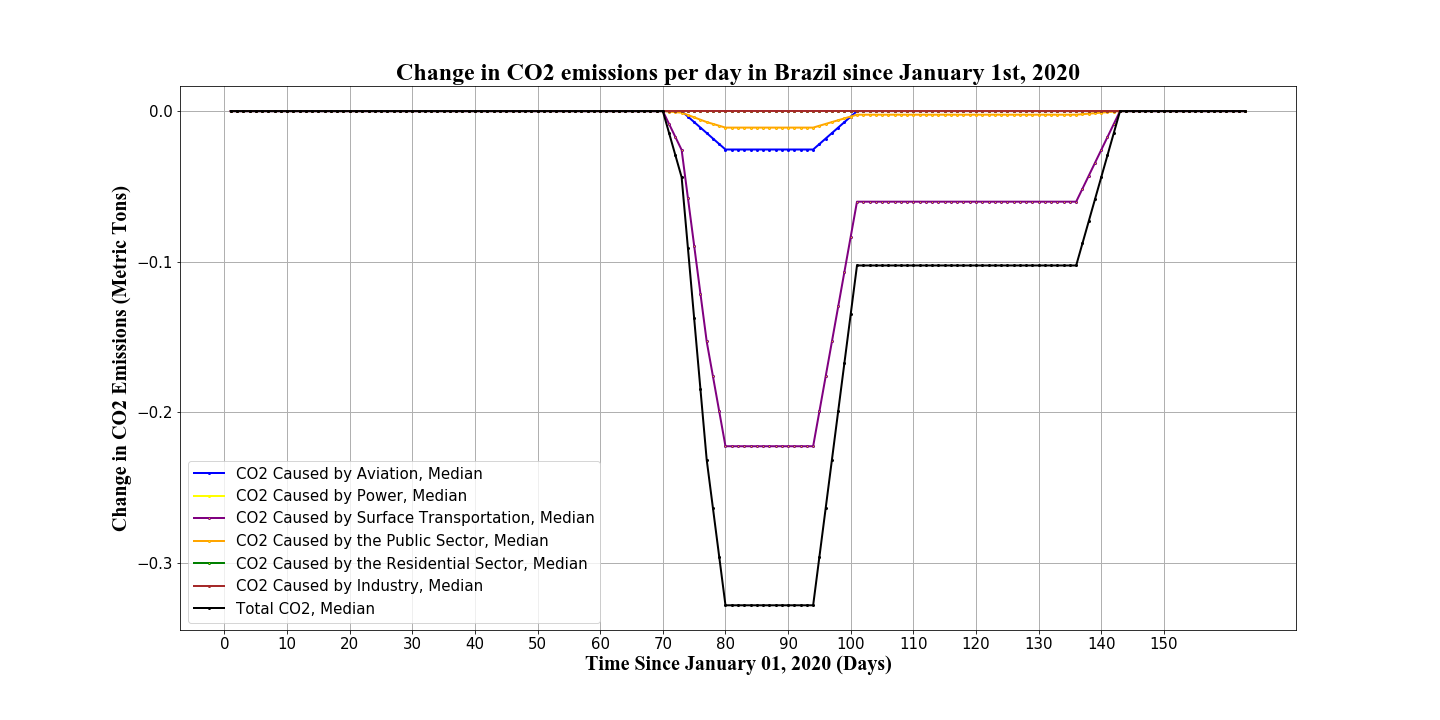 Change in CO2 emissions per day in Brazil since January 1st, 2020
Change in CO2 Emissions (Metric Tons)
0.0
−0.1
−0.2
−0.3
CO2 Caused by Aviation, Median
CO2 Caused by Power, Median
CO2 Caused by Surface Transportation, Median
CO2 Caused by the Public Sector, Median
CO2 Caused by the Residential Sector, Median
CO2 Caused by Industry, Median
Total CO2, Median
0 10 20 30 40 50 60 70 80 90 100 110 120 130 140 150
Time Since January 01, 2020 (Days)